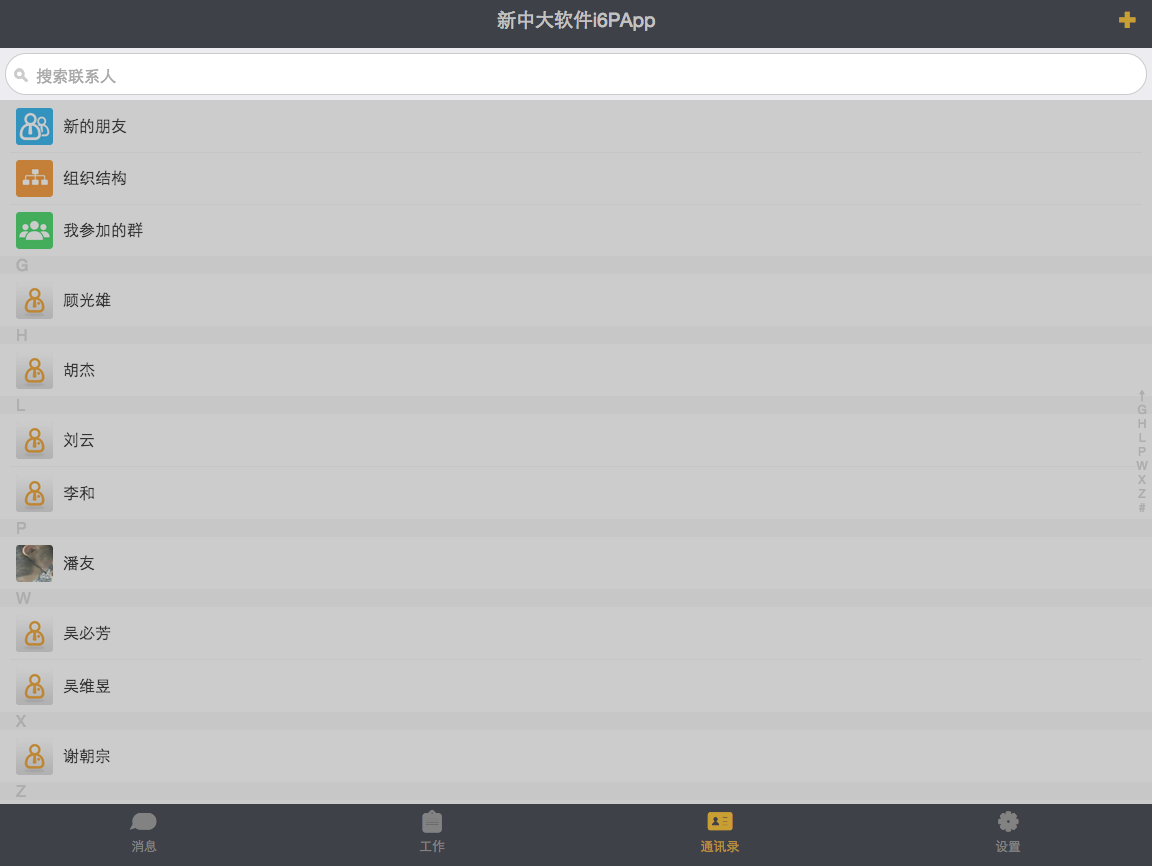 新中大软件i6PApp
搜索联系人
新的朋友
组织结构
我参加的群
G
顾光雄
H
胡杰
L
刘云
李和
P
潘友
W
吴必芳
吴维昱
X
谢朝宗
Z
↑
G
H
L
P
W
X
Z
#
消息
工作
通讯录
设置